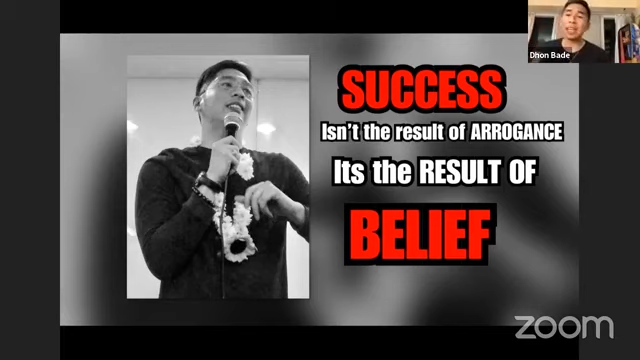 Dhon Bade
SUCCESS
Isn't the result of ARROGANCE
Its the RESULT OF
BELIEF
zoom